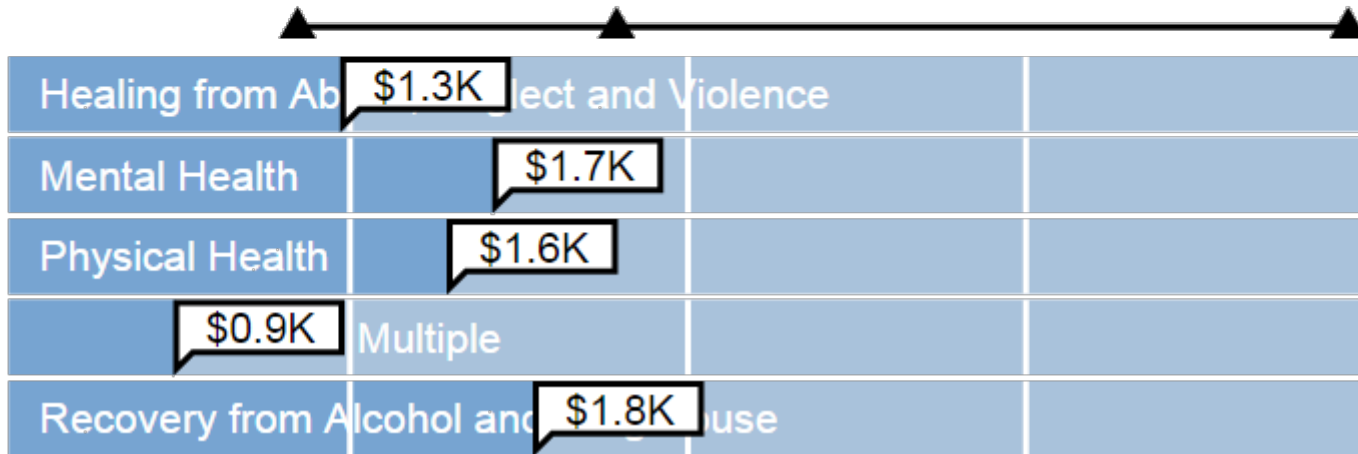 Healing from Ab $1.3K lect and Violence
Mental Health $1.7K
Physical Health $1.6K
$0.9K Multiple
Recovery from Alcohol and $1.8K use